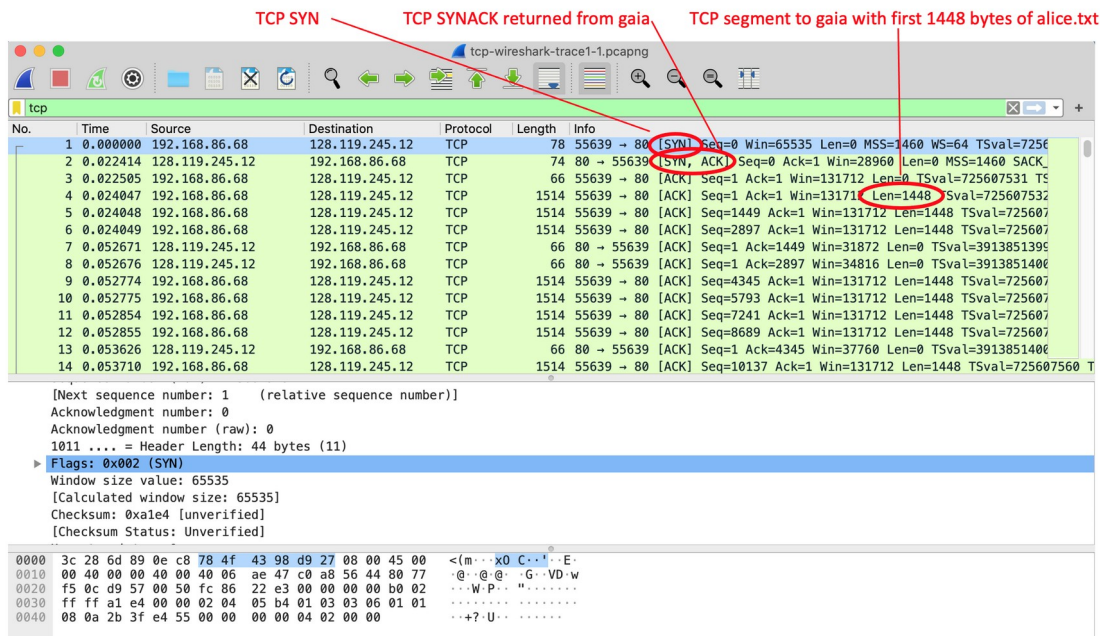 TCP SYN TCP SYNACK returned from gaia TCP segment to gaia with first 1448 bytes of alice.txt
tcp-wireshark-trace1-1.pcapng
tcp
No. Time Source Destination Protocol Length Info
1 0.000000 192.168.86.68 128.119.245.12 TCP 78 55639 → 80 [SYN] Seq=0 Win=65535 Len=0 MSS=1460 WS=64 TSval=7256
2 0.022414 128.119.245.12 192.168.86.68 TCP 74 80 → 55639 [SYN, ACK] Seq=0 Ack=1 Win=28960 Len=0 MSS=1460 SACK_
3 0.022505 192.168.86.68 128.119.245.12 TCP 66 55639 → 80 [ACK] Seq=1 Ack=1 Win=131712 Len=0 TSval=725607531 TS
4 0.024047 192.168.86.68 128.119.245.12 TCP 1514 55639 → 80 [ACK] Seq=1 Ack=1 Win=131712 Len=1448 TSval=725607532
5 0.024048 192.168.86.68 128.119.245.12 TCP 1514 55639 → 80 [ACK] Seq=1449 Ack=1 Win=131712 Len=1448 TSval=725607
6 0.024049 192.168.86.68 128.119.245.12 TCP 1514 55639 → 80 [ACK] Seq=2897 Ack=1 Win=131712 Len=1448 TSval=725607
7 0.052671 128.119.245.12 192.168.86.68 TCP 66 80 → 55639 [ACK] Seq=1 Ack=1449 Win=31872 Len=0 TSval=3913851399
8 0.052676 128.119.245.12 192.168.86.68 TCP 66 80 → 55639 [ACK] Seq=1 Ack=2897 Win=34816 Len=0 TSval=3913851400
9 0.052774 192.168.86.68 128.119.245.12 TCP 1514 55639 → 80 [ACK] Seq=4345 Ack=1 Win=131712 Len=1448 TSval=725607
10 0.052775 192.168.86.68 128.119.245.12 TCP 1514 55639 → 80 [ACK] Seq=5793 Ack=1 Win=131712 Len=1448 TSval=725607
11 0.052854 192.168.86.68 128.119.245.12 TCP 1514 55639 → 80 [ACK] Seq=7241 Ack=1 Win=131712 Len=1448 TSval=725607
12 0.052855 192.168.86.68 128.119.245.12 TCP 1514 55639 → 80 [ACK] Seq=8689 Ack=1 Win=131712 Len=1448 TSval=725607
13 0.053626 128.119.245.12 192.168.86.68 TCP 66 80 → 55639 [ACK] Seq=1 Ack=4345 Win=37760 Len=0 TSval=3913851400
14 0.053710 192.168.86.68 128.119.245.12 TCP 1514 55639 → 80 [ACK] Seq=10137 Ack=1 Win=131712 Len=1448 TSval=725607560 T
[Next sequence number: 1 (relative sequence number)]
Acknowledgment number: 0
Acknowledgment number (raw): 0
1011 .... = Header Length: 44 bytes (11)
Flags: 0x002 (SYN)
Window size value: 65535
[Calculated window size: 65535]
Checksum: 0xa1e4 [unverified]
[Checksum Status: Unverified]
0000 3c 28 6d 89 0e c8 78 4f 43 98 d9 27 08 00 45 00 <(m···xO C··'··E·
0010 00 40 00 00 40 00 40 06 ae 47 c0 a8 56 44 80 77 ·@··@·@· ·G··VD·w
0020 f5 0c d9 57 00 50 fc 86 22 e3 00 00 00 00 b0 02 ···W·P·· "·······
0030 ff ff a1 e4 00 00 02 04 05 b4 01 03 03 06 01 01 ········ ········
0040 08 0a 2b 3f e4 55 00 00 00 00 04 02 00 00 ··+?·U·· ······